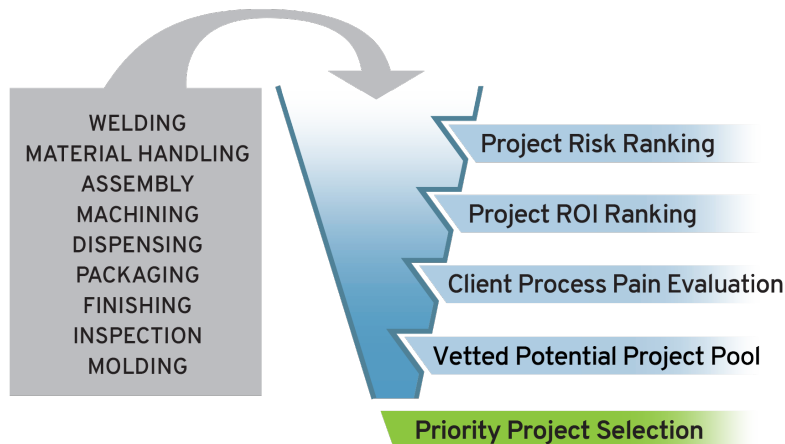 WELDING
MATERIAL HANDLING
ASSEMBLY
MACHINING
DISPENSING
PACKAGING
FINISHING
INSPECTION
MOLDING
Project Risk Ranking
Project ROI Ranking
Client Process Pain Evaluation
Vetted Potential Project Pool
Priority Project Selection